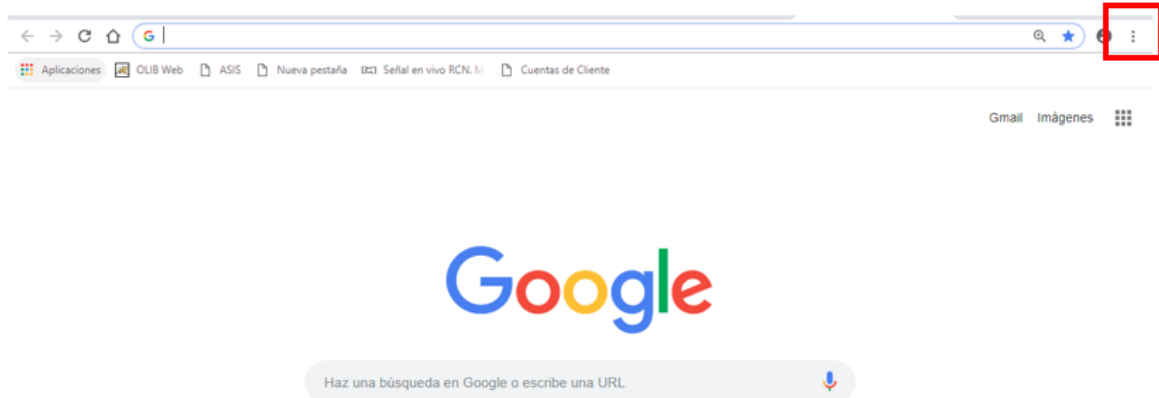 Aplicaciones OLIB Web ASIS Nueva pestaña Señal en vivo RCN. M Cuentas de Cliente
Gmail Imágenes
Google
Haz una búsqueda en Google o escribe una URL